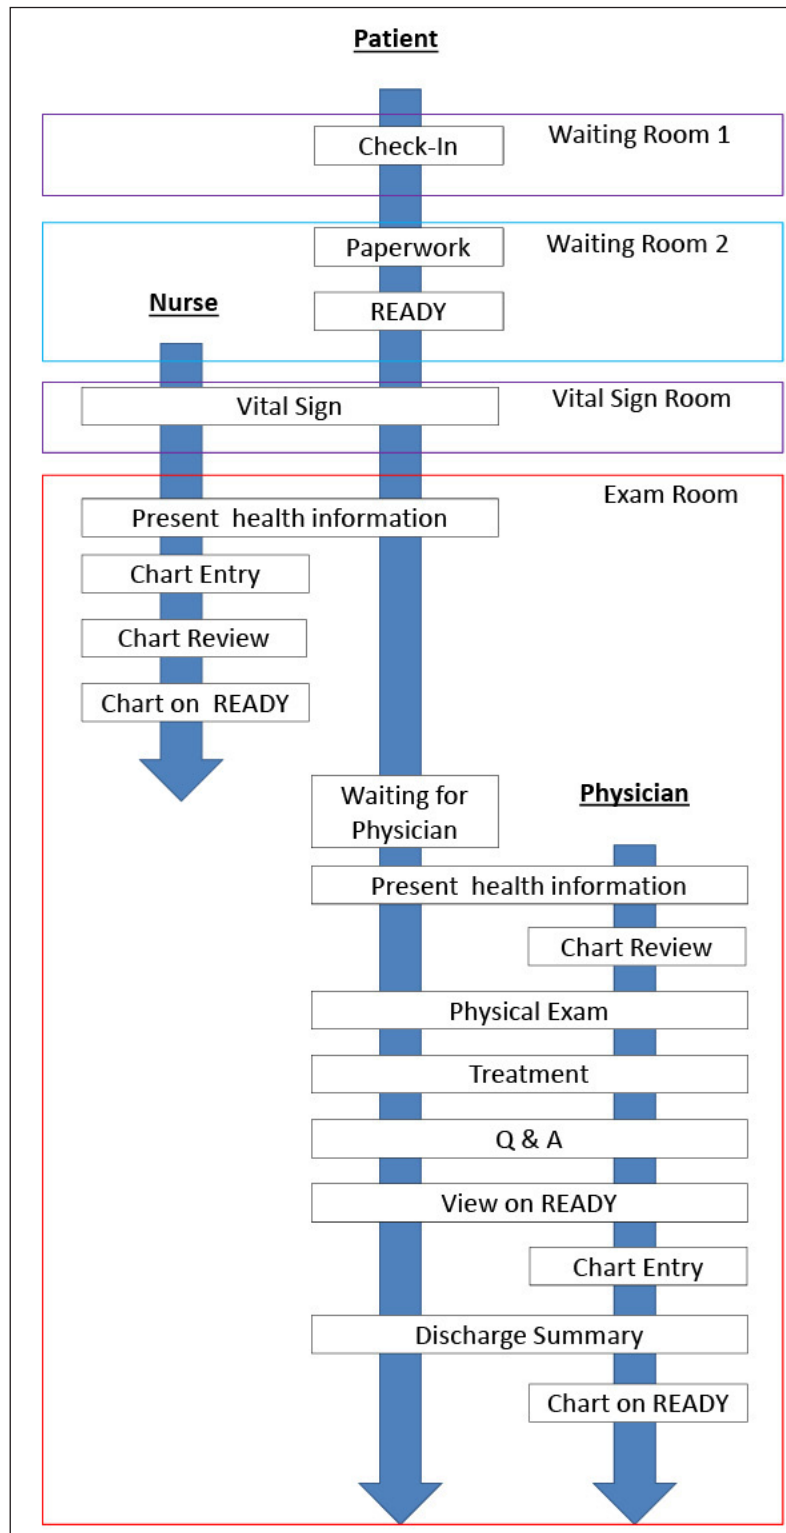 Patient
Waiting Room 1
Check-In
Paperwork
Waiting Room 2
Nurse
READY
Vital Sign
Vital Sign Room
Exam Room
Present health information
Chart Entry
Chart Review
Chart on READY
Waiting for
Physician
Physician
Present health information
Chart Review
Physical Exam
Treatment
Q & A
View on READY
Chart Entry
Discharge Summary
Chart on READY